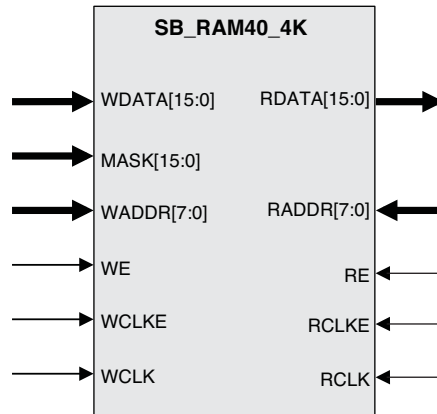 SB_RAM40_4K
WDATA[15:0] RDATA[15:0]
MASK[15:0]
WADDR[7:0] RADDR[7:0]
WE RE
WCLKE RCLKE
WCLK RCLK